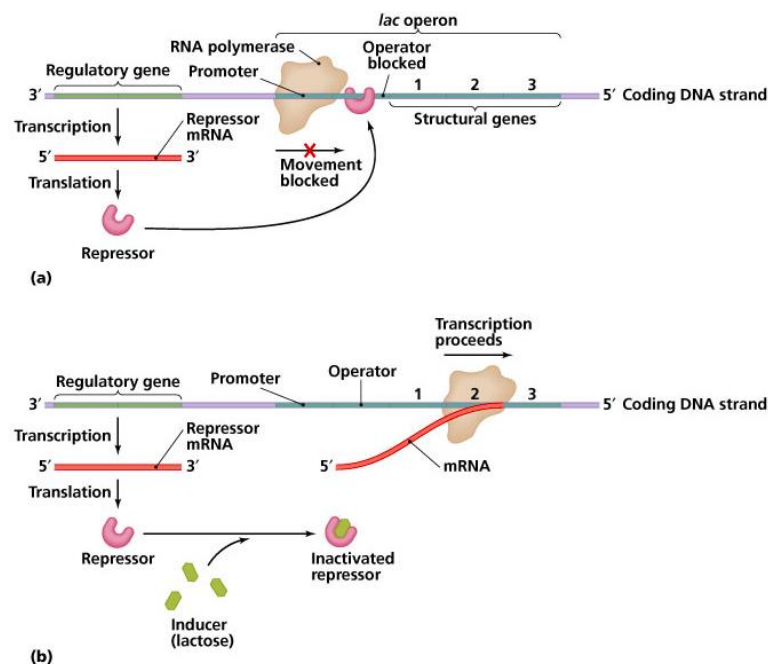 lac operon
RNA polymerase
Operator
blocked
Regulatory gene
Promoter
1 2 3
3′
5′ Coding DNA strand
Transcription
Repressor
mRNA
Structural genes
5′ 3′
Movement
blocked
Translation
Repressor
(a)
Transcription
proceeds
Regulatory gene
Promoter
Operator
1 2 3
3′
5′ Coding DNA strand
Transcription
Repressor
mRNA
5′ 3′
5′
mRNA
Translation
Repressor
Inactivated
repressor
Inducer
(lactose)
(b)